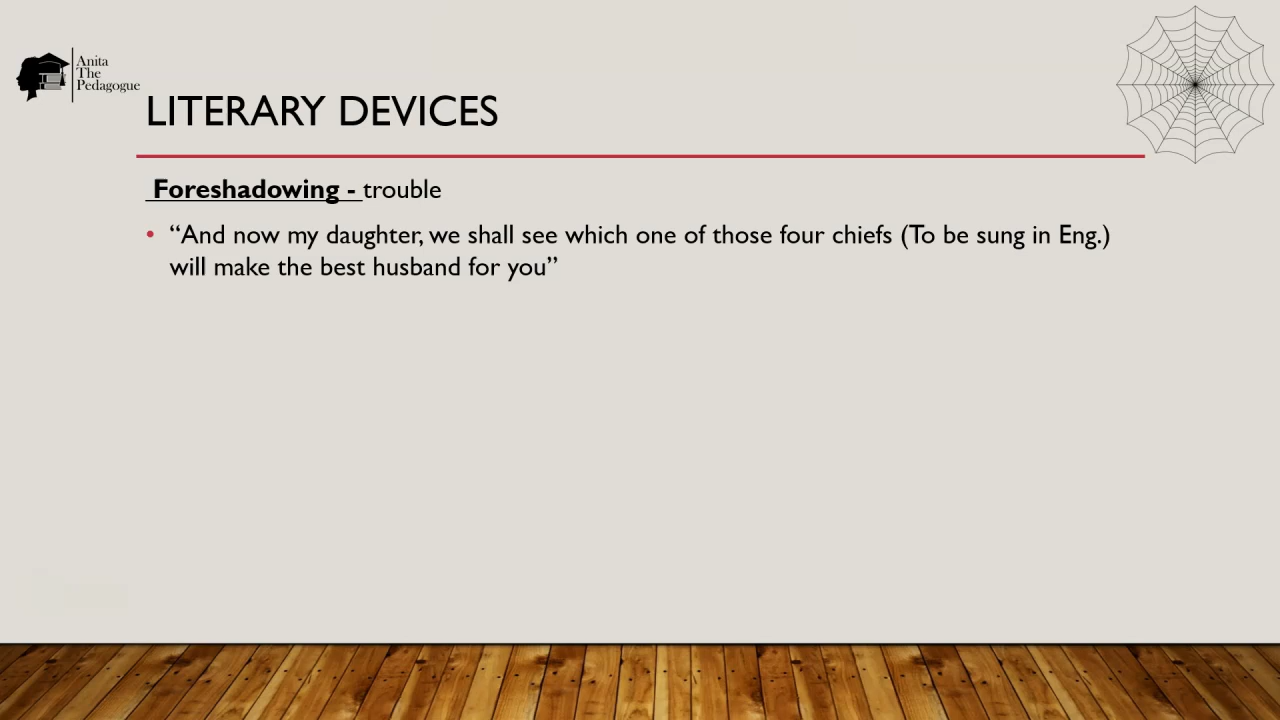 Anita
The
Pedagogue
LITERARY DEVICES
Foreshadowing - trouble
• “And now my daughter, we shall see which one of those four chiefs (To be sung in Eng.)
will make the best husband for you”